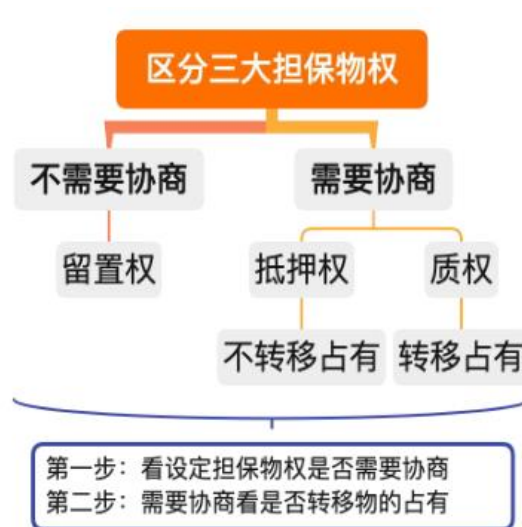 区分三大担保物权
不需要协商
需要协商
留置权
抵押权
质权
不转移占有
转移占有
第一步：看设定担保物权是否需要协商
第二步：需要协商看是否转移物的占有